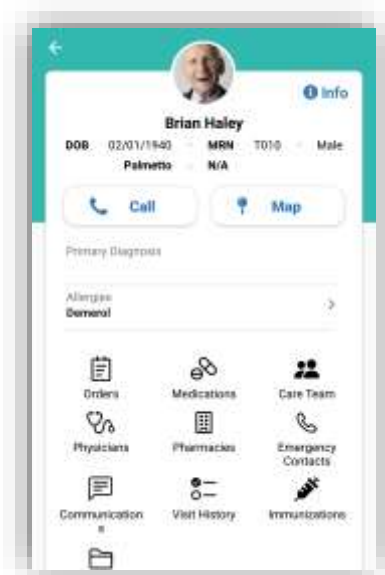 Info
Brian Haley
DOB 02/01/1940 MRN T010 Male
Palmetto N/A
Call Map
Primary Diagnosis
Allergies
Demerol
Orders Medications Care Team
Physicians Pharmacies Emergency
Contacts
Communication
s
Visit History Immunizations